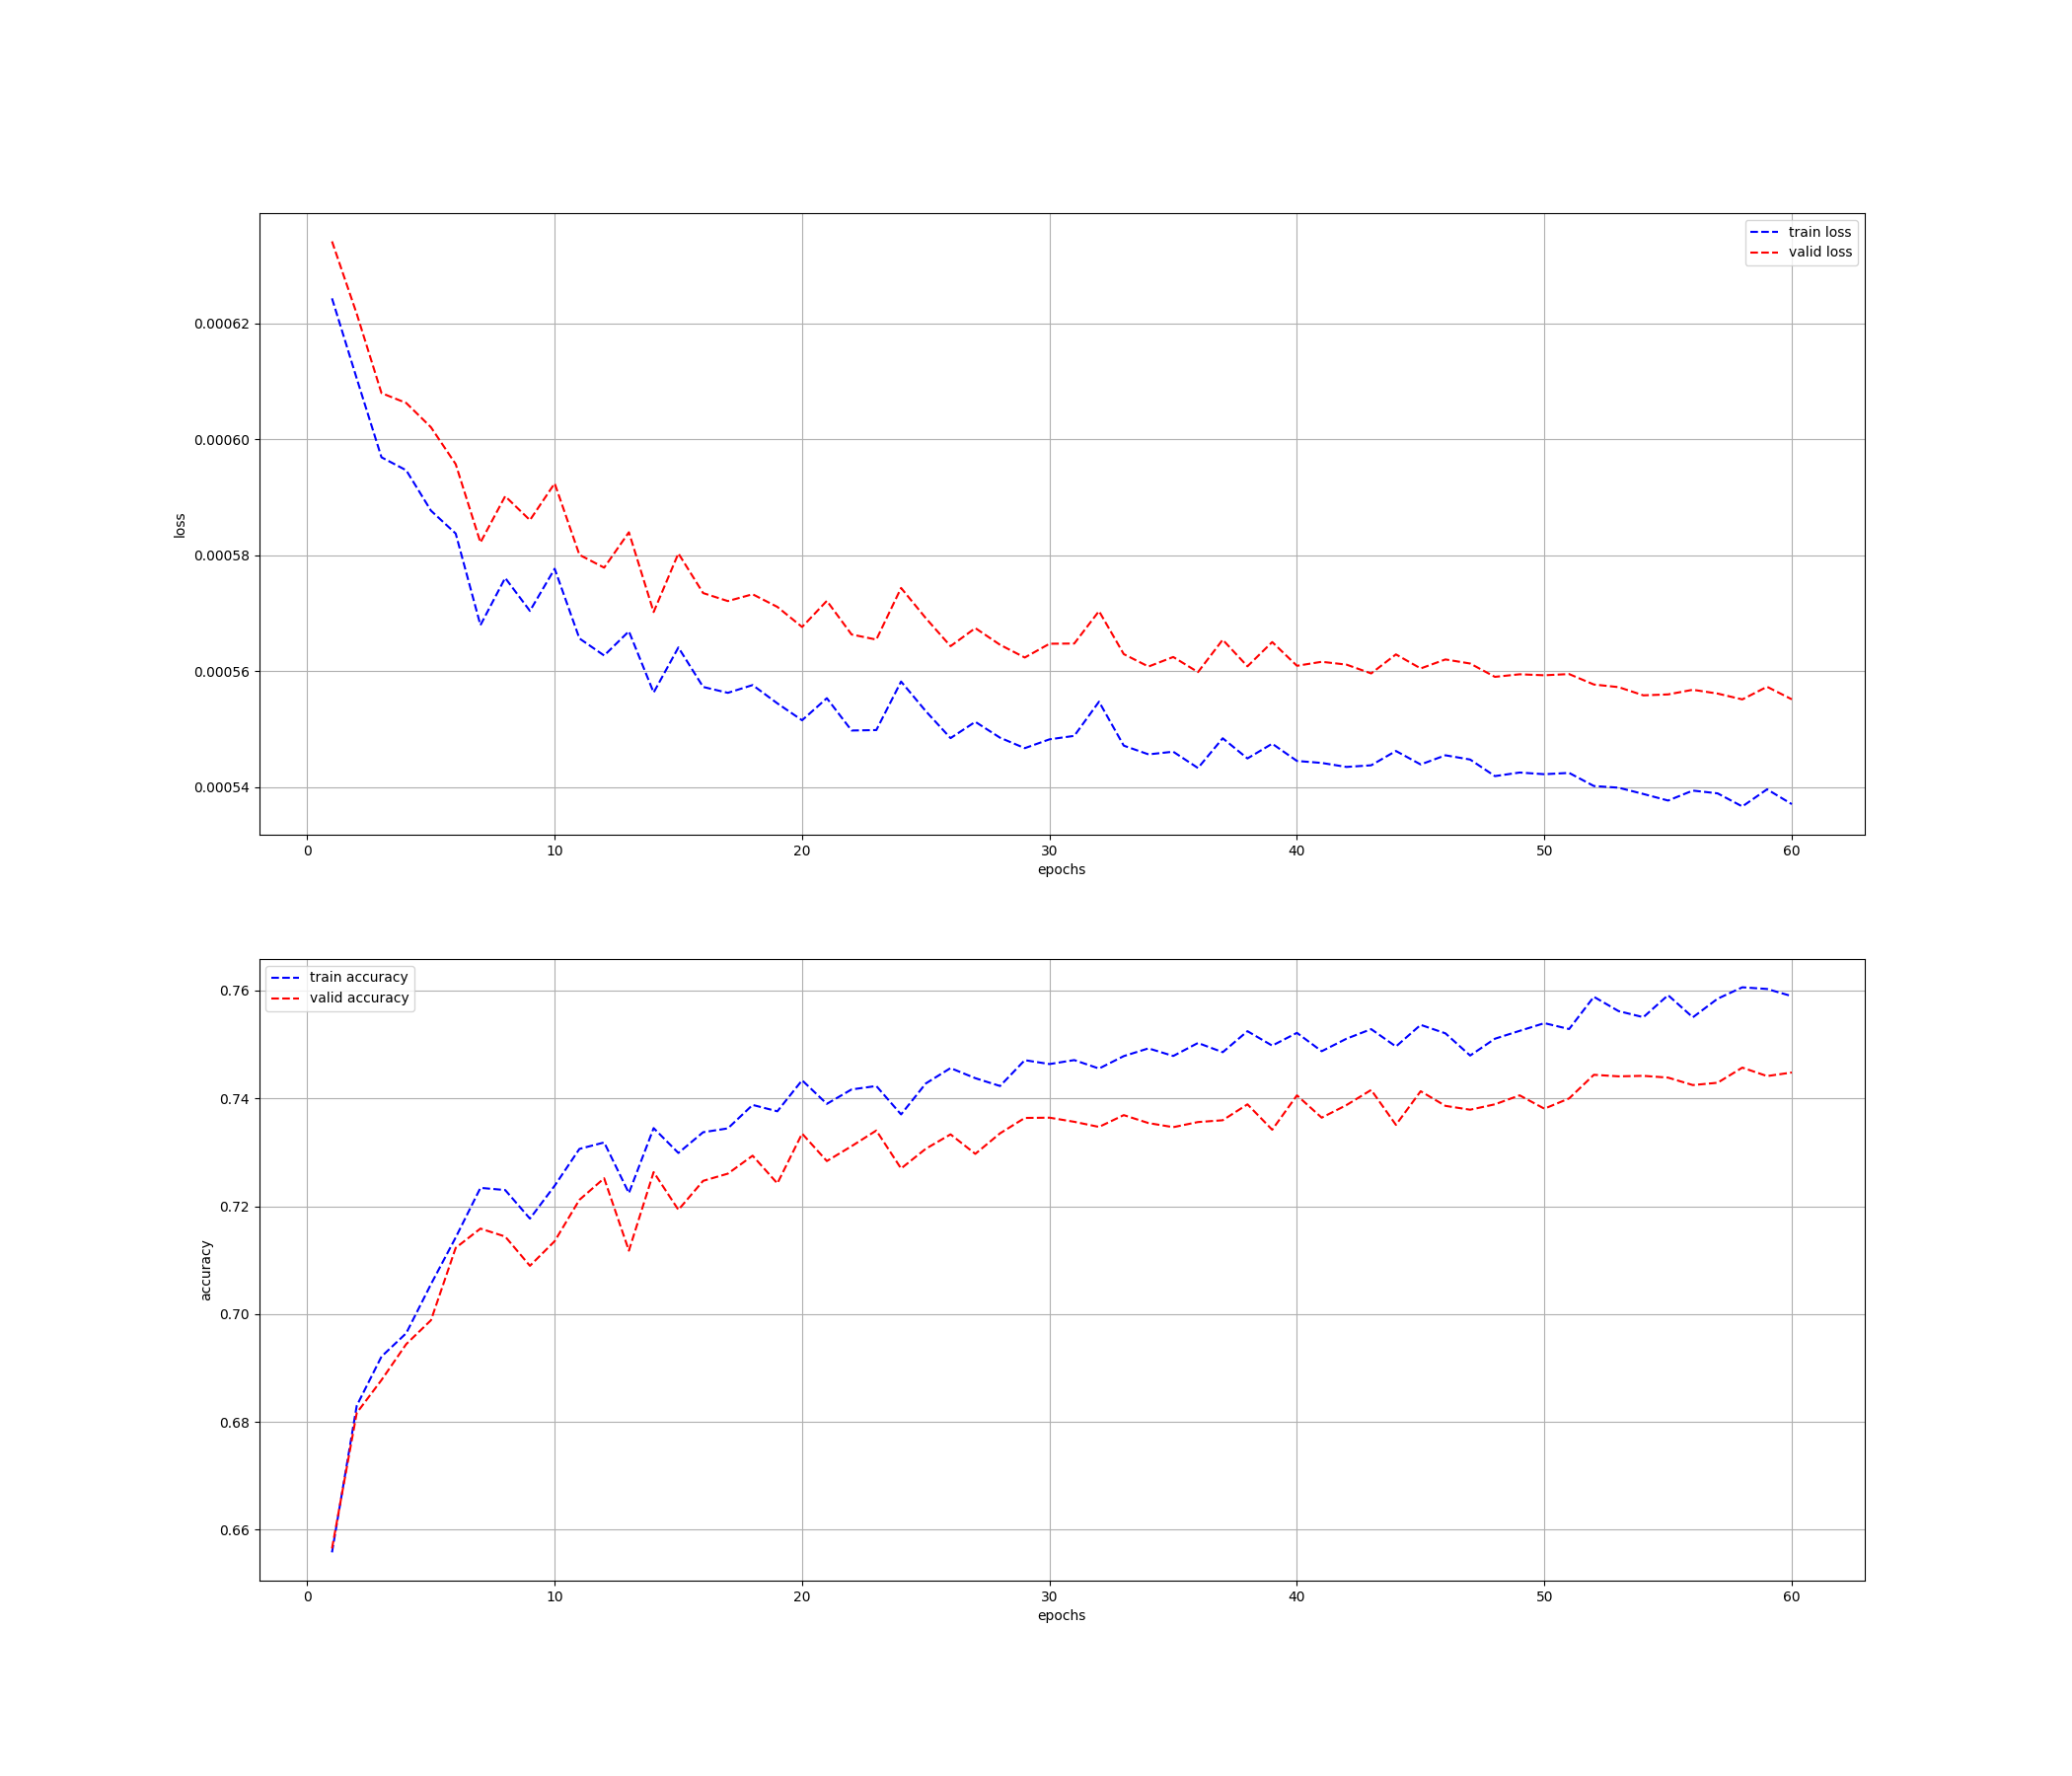 train loss
valid loss
0.00062
0.00060
0.00058
0.00056
0.00054
loss
0 10 20 30 40 50 60
epochs
train accuracy
valid accuracy
0.76
0.74
0.72
0.70
0.68
0.66
accuracy
0 10 20 30 40 50 60
epochs